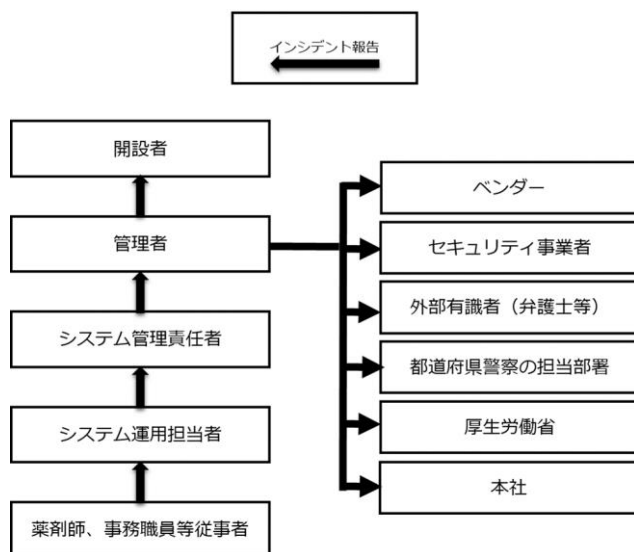 インシデント報告
開設者
管理者
システム管理責任者
システム運用担当者
薬剤師、事務職員等従事者
ベンダー
セキュリティ事業者
外部有識者（弁護士等）
都道府県警察の担当部署
厚生労働省
本社